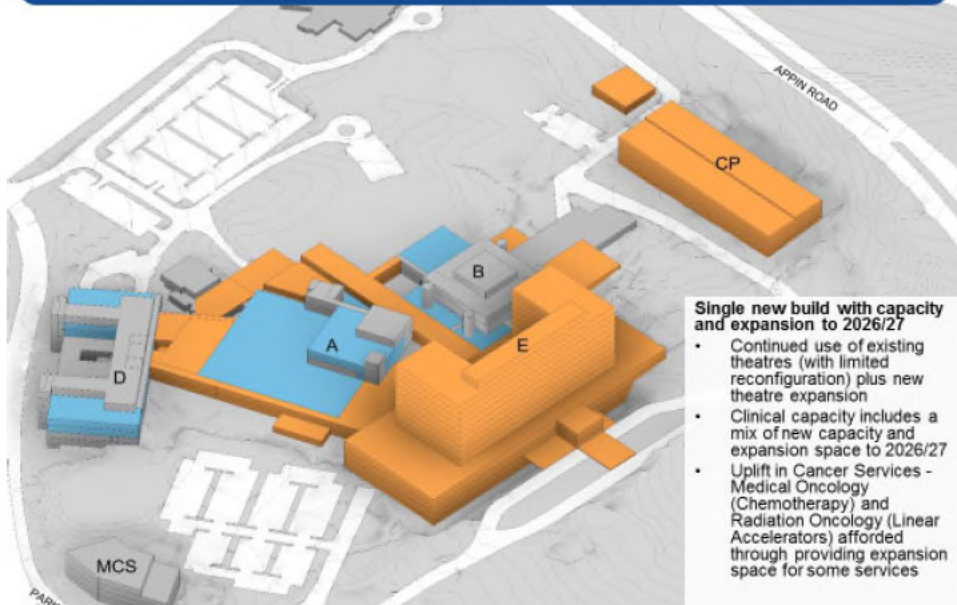 APPIN ROAD
CP
B
A
E
D
MCS
Single new build with capacity
and expansion to 2026/27
• Continued use of existing
theatres (with limited
reconfiguration) plus new
theatre expansion
• Clinical capacity includes a
mix of new capacity and
expansion space to 2026/27
• Uplift in Cancer Services -
Medical Oncology
(Chemotherapy) and
Radiation Oncology (Linear
Accelerators) afforded
through providing expansion
space for some services